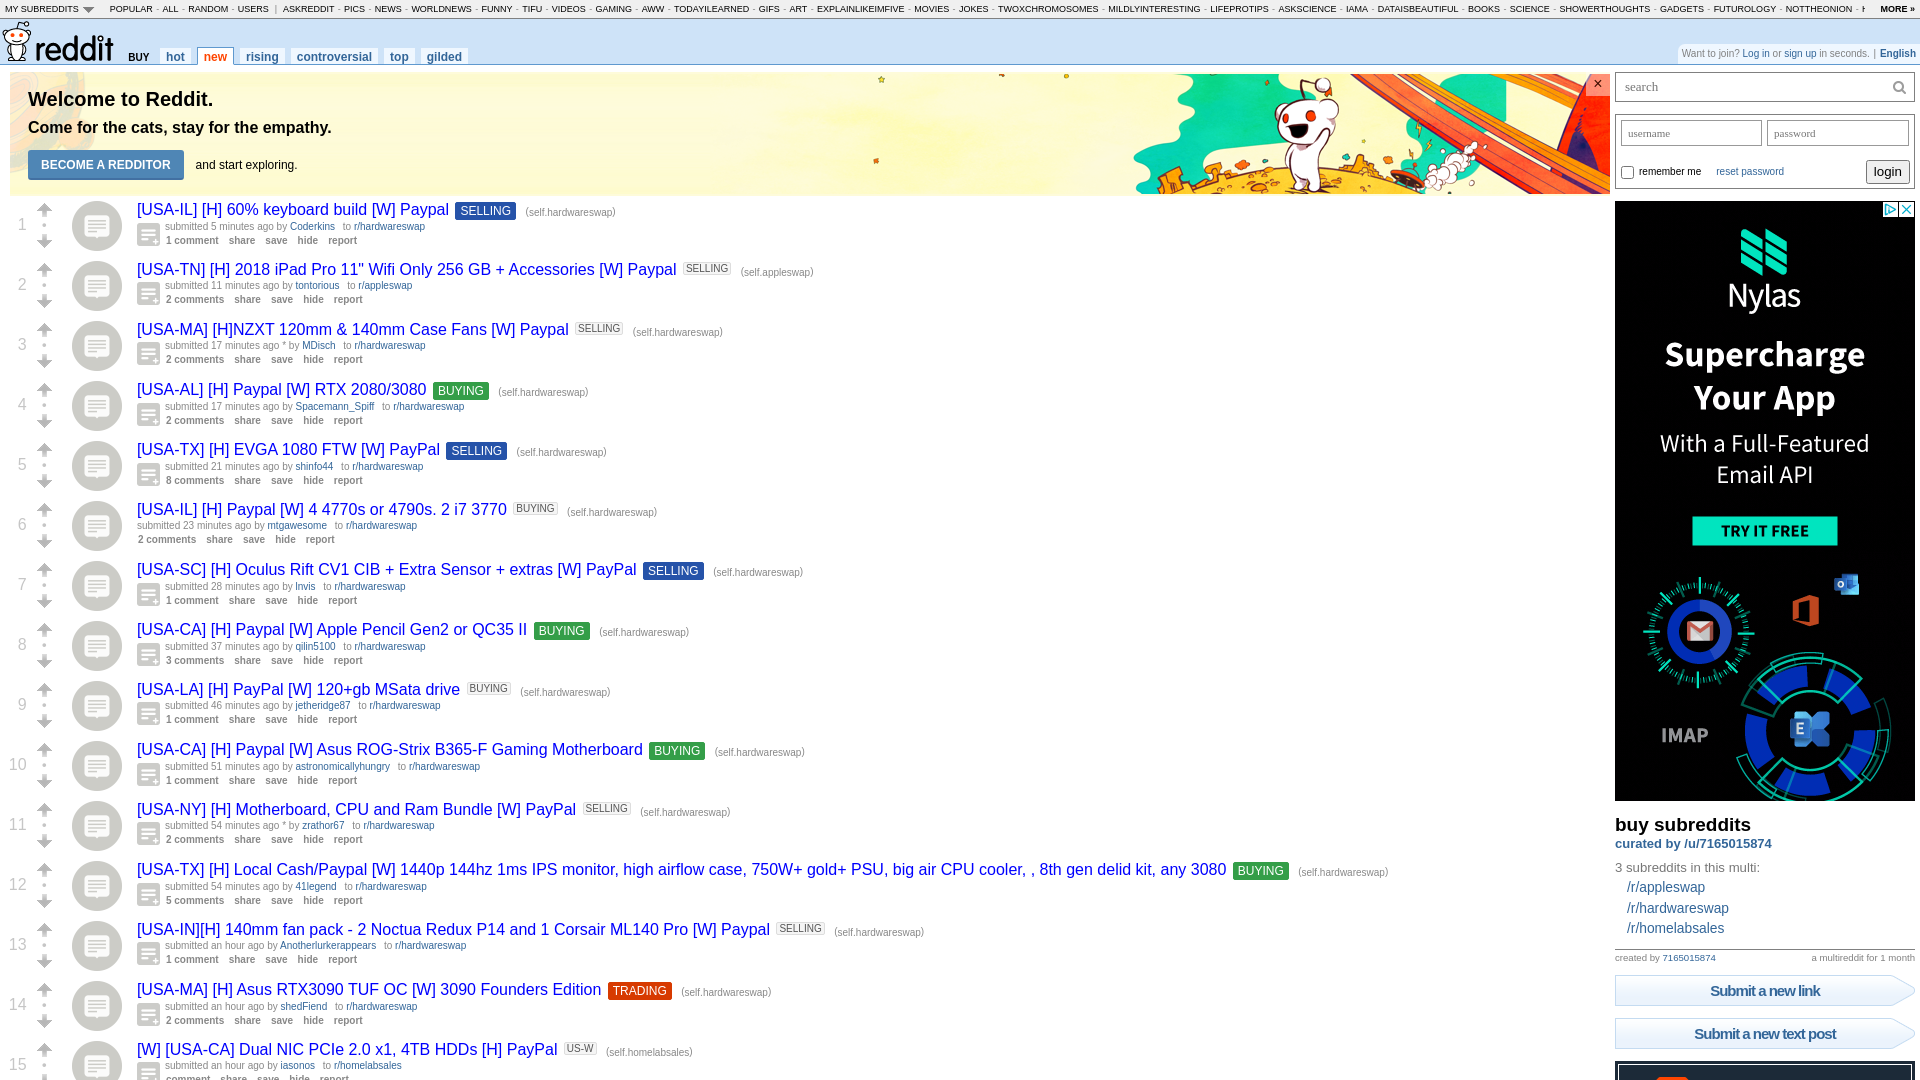 MY SUBREDDITS POPULAR - ALL - RANDOM - USERS | ASKREDDIT - PICS - NEWS - WORLDNEWS - FUNNY - TIFU - VIDEOS - GAMING - AWW - TODAYILEARNED - GIFS - ART - EXPLAINLIKEIMFIVE - MOVIES - JOKES - TWOXCHROMOSOMES - MILDLYINTERESTING - LIFEPROTIPS - ASKSCIENCE - IAMA - DATAISBEAUTIFUL - BOOKS - SCIENCE - SHOWERTHOUGHTS - GADGETS - FUTUROLOGY - NOTTHEONION - MORE »
reddit BUY hot new rising controversial top gilded
Want to join? Log in or sign up in seconds. | English
Welcome to Reddit.
Come for the cats, stay for the empathy.
BECOME A REDDITOR and start exploring.
×
1
[USA-IL] [H] 60% keyboard build [W] Paypal SELLING (self.hardwareswap)
submitted 5 minutes ago by Coderkins to r/hardwareswap
1 comment share save hide report
2
[USA-TN] [H] 2018 iPad Pro 11" Wifi Only 256 GB + Accessories [W] Paypal SELLING (self.appleswap)
submitted 11 minutes ago by tontorious to r/appleswap
2 comments share save hide report
3
[USA-MA] [H]NZXT 120mm & 140mm Case Fans [W] Paypal SELLING (self.hardwareswap)
submitted 17 minutes ago * by MDisch to r/hardwareswap
2 comments share save hide report
4
[USA-AL] [H] Paypal [W] RTX 2080/3080 BUYING (self.hardwareswap)
submitted 17 minutes ago by Spacemann_Spiff to r/hardwareswap
2 comments share save hide report
5
[USA-TX] [H] EVGA 1080 FTW [W] PayPal SELLING (self.hardwareswap)
submitted 21 minutes ago by shinfo44 to r/hardwareswap
8 comments share save hide report
6
[USA-IL] [H] Paypal [W] 4 4770s or 4790s. 2 i7 3770 BUYING (self.hardwareswap)
submitted 23 minutes ago by mtgawesome to r/hardwareswap
2 comments share save hide report
7
[USA-SC] [H] Oculus Rift CV1 CIB + Extra Sensor + extras [W] PayPal SELLING (self.hardwareswap)
submitted 28 minutes ago by to r/hardwareswap
1 comment share save hide report
8
[USA-CA] [H] Paypal [W] Apple Pencil Gen2 or QC35 II BUYING (self.hardwareswap)
submitted 37 minutes ago by qilin5100 to r/hardwareswap
3 comments share save hide report
9
[USA-LA] [H] PayPal [W] 120+gb MSata drive BUYING (self.hardwareswap)
submitted 46 minutes ago by jetheridge87 to r/hardwareswap
1 comment share save hide report
10
[USA-CA] [H] Paypal [W] Asus ROG-Strix B365-F Gaming Motherboard BUYING (self.hardwareswap)
submitted 51 minutes ago by astronomicallyhungry to r/hardwareswap
1 comment share save hide report
11
[USA-NY] [H] Motherboard, CPU and Ram Bundle [W] PayPal SELLING (self.hardwareswap)
submitted 54 minutes ago * by zrathor67 to r/hardwareswap
2 comments share save hide report
12
[USA-TX] [H] Local Cash/Paypal [W] 1440p 144hz 1ms IPS monitor, high airflow case, 750W+ gold+ PSU, big air CPU cooler, , 8th gen delid kit, any 3080 BUYING (self.hardwareswap)
submitted 54 minutes ago by 41legend to r/hardwareswap
5 comments share save hide report
13
[USA-IN][H] 140mm fan pack - 2 Noctua Redux P14 and 1 Corsair ML140 Pro [W] Paypal SELLING (self.hardwareswap)
submitted an hour ago by Anotherlurkerappears to r/hardwareswap
1 comment share save hide report
14
[USA-MA] [H] Asus RTX3090 TUF OC [W] 3090 Founders Edition TRADING (self.hardwareswap)
submitted an hour ago by shedFiend to r/hardwareswap
2 comments share save hide report
15
[W] [USA-CA] Dual NIC PCIe 2.0 x1, 4TB HDDs [H] PayPal US-W (self.homelabsales)
submitted an hour ago by iasonos to r/homelabsales
comment share save hide report
search
username password
remember me reset password login
Nylas
Supercharge
Your App
With a Full-Featured
Email API
TRY IT FREE
IMAP
buy subreddits
curated by /u/7165015874
3 subreddits in this multi:
/r/appleswap
/r/hardwareswap
/r/homelabsales
created by 7165015874 a multireddit for 1 month
Submit a new link
Submit a new text post